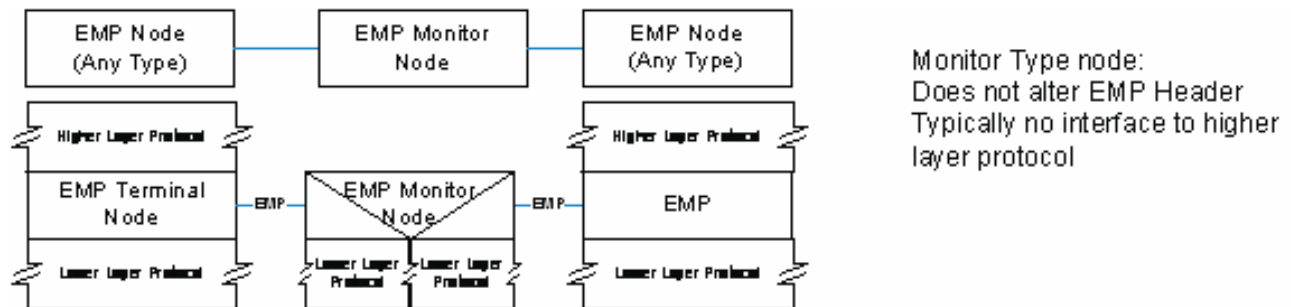 EMP Node
(Any Type)
EMP Monitor
Node
EMP Node
(Any Type)
Monitor Type node:
Does not alter EMP Header
Typically no interface to higher
layer protocol
Higher Layer Protocol
Higher Layer Protocol
EMP Terminal
Node
EMP
EMP Monitor
Node
EMP
EMP
Lower Layer Protocol
Lower Layer
Protocol
Lower Layer
Protocol
Lower Layer Protocol